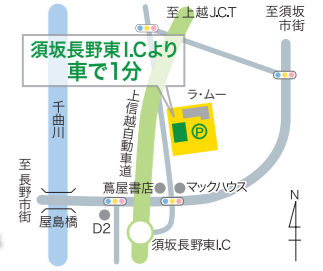 至 上越 J.C.T
至 須坂
市街
須坂長野東I.Cより
車で1分
ラ・ムー
P
千曲川
上信越自動車道
至 長野市街
蔦屋書店
マックハウス
屋島橋
D2
須坂長野東I.C
N